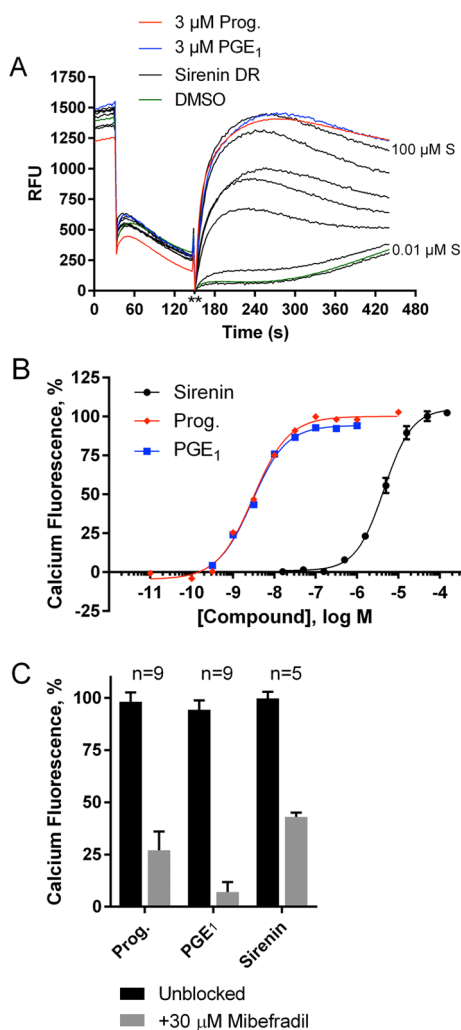 3 µM Prog.
3 µM PGE1
Sirenin DR
DMSO
A
1750
1500
1250
1000
750
500
250
0
RFU
100 µM S
0.01 µM S
0 60 120 180 240 300 360 420 480
**
Time (s)
B
Sirenin
Prog.
PGE1
125
100
75
50
25
0
-25
Calcium Fluorescence, %
-11 -10 -9 -8 -7 -6 -5 -4
[Compound], log M
C
n=9 n=9 n=5
100
75
50
25
0
Calcium Fluorescence, %
Prog. PGE1 Sirenin
Unblocked
+30 µM Mibefradil